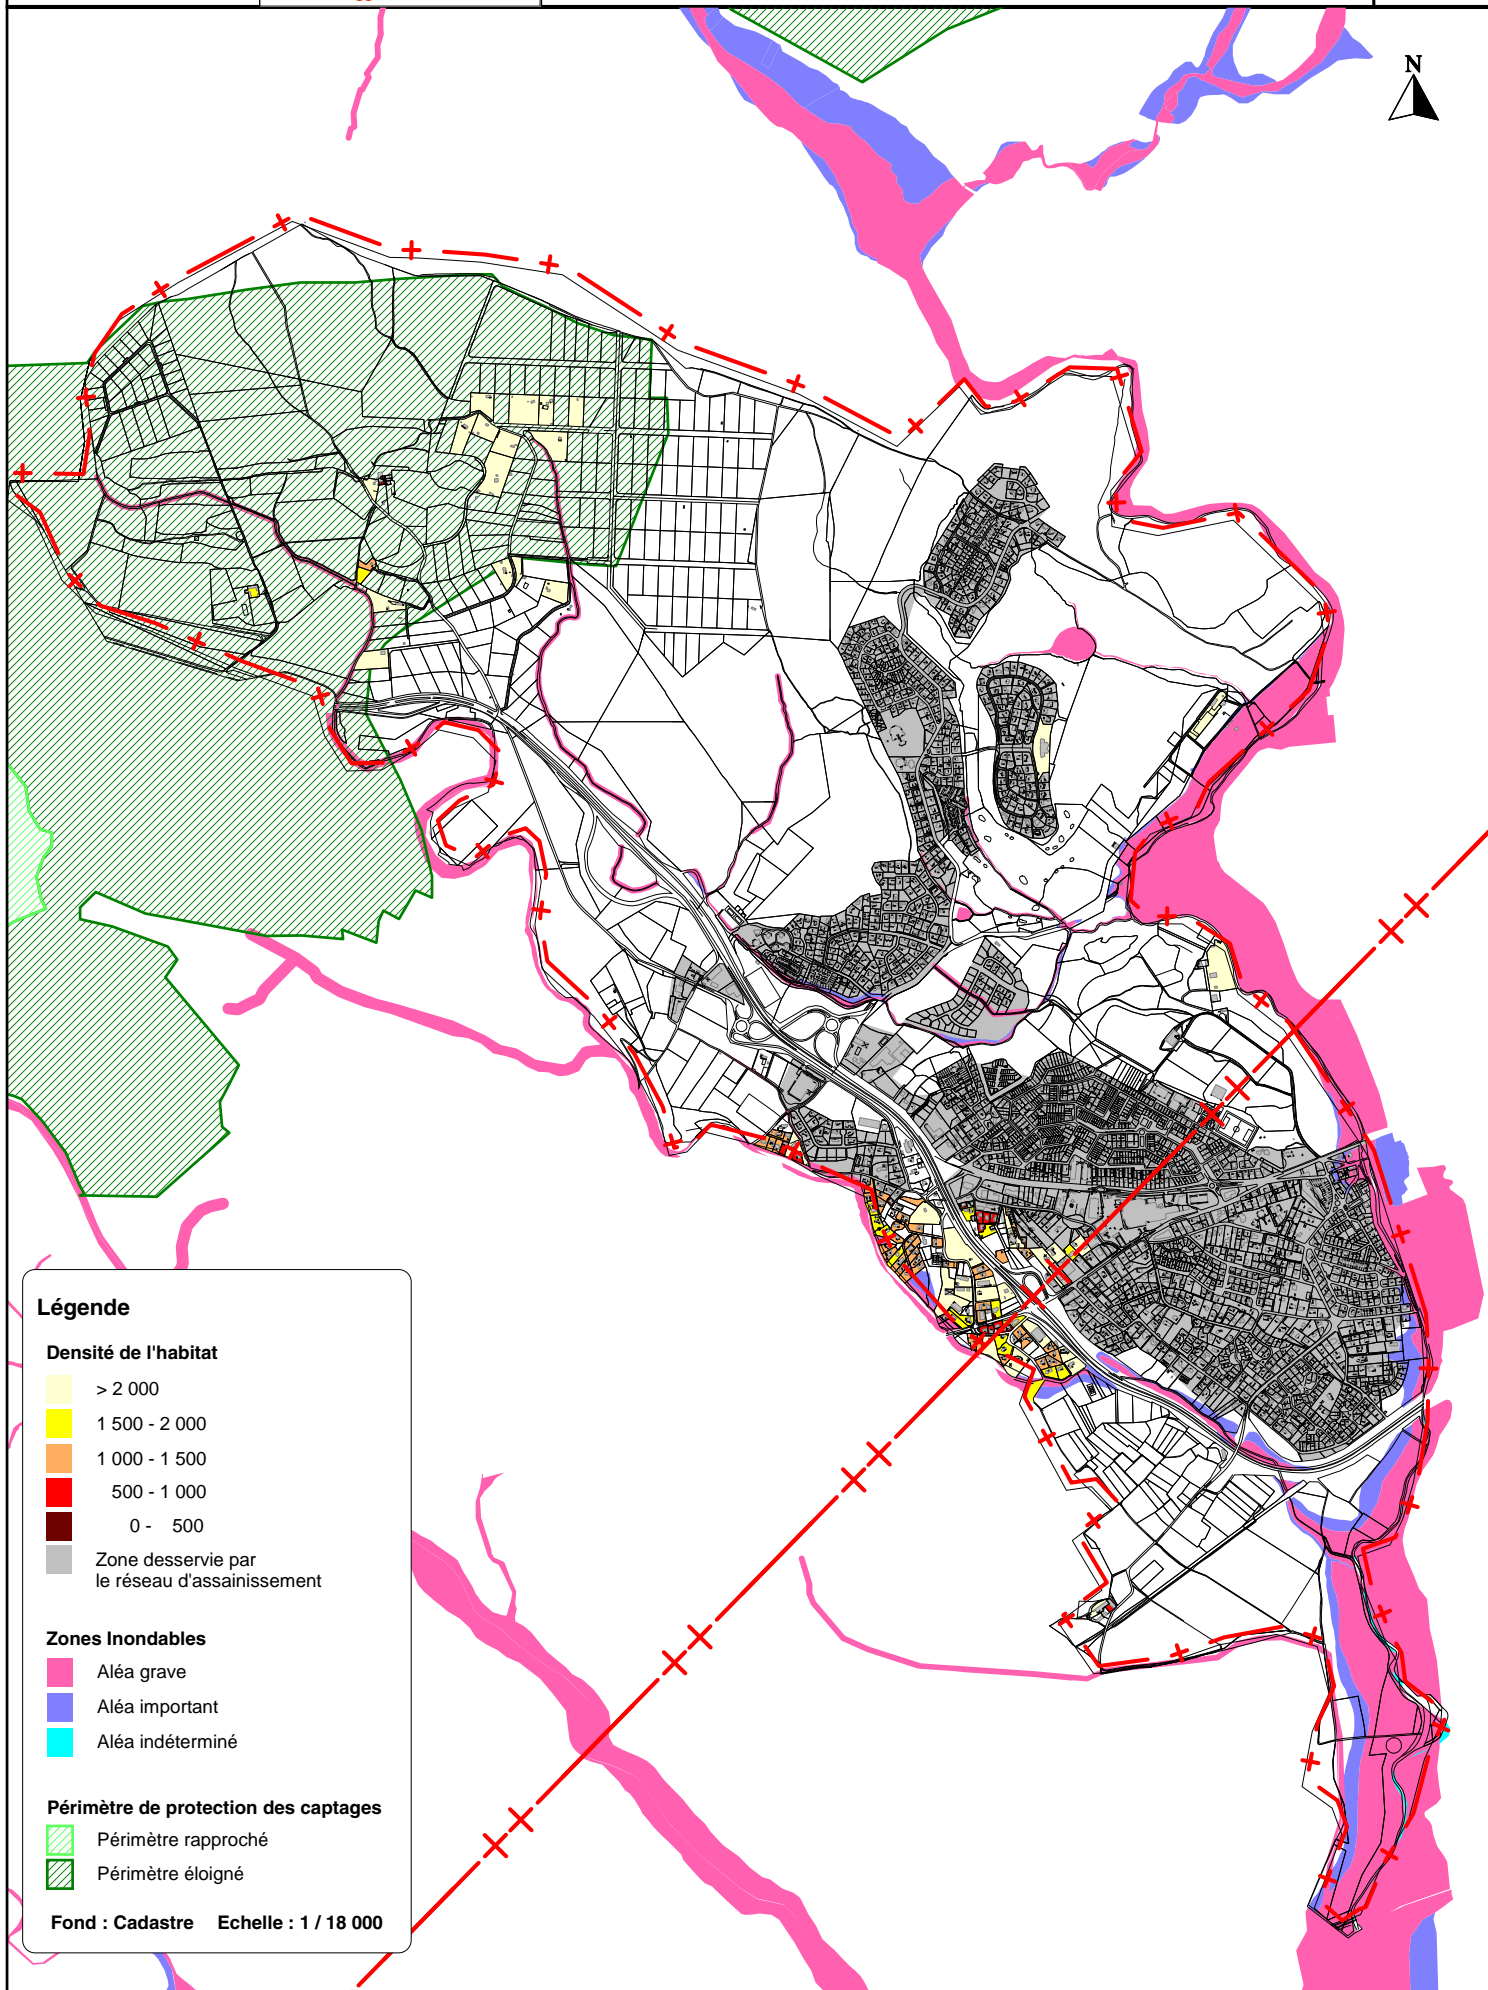 N
Légende
Densité de l'habitat
> 2 000
1 500 - 2 000
1 000 - 1 500
500 - 1 000
0 - 500
Zone desservie par
le réseau d'assainissement
Zones Inondables
Aléa grave
Aléa important
Aléa indéterminé
Périmètre de protection des captages
Périmètre rapproché
Périmètre éloigné
Fond : Cadastre Echelle : 1 / 18 000